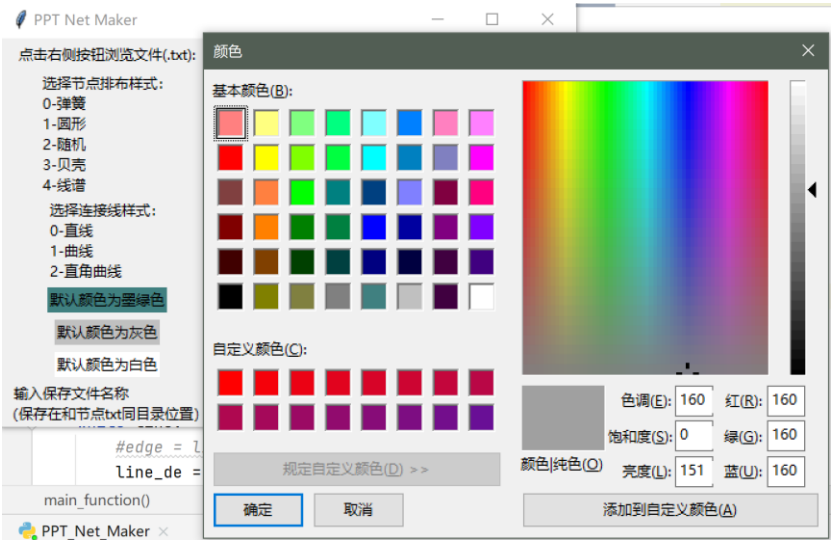 PPT Net Maker
点击右侧按钮浏览文件(.txt):
选择节点排布样式:
0-弹簧
1-圆形
2-随机
3-贝壳
4-线谱
选择连接线样式:
0-直线
1-曲线
2-直角曲线
默认颜色为墨绿色
默认颜色为灰色
默认颜色为白色
输入保存文件名称
(保存在和节点txt同目录位置)
#edge = l
line_de =
main_function()
PPT_Net_Maker
颜色
基本颜色(B):
自定义颜色(C):
规定自定义颜色(D) >>
确定 取消
颜色|纯色(O)
色调(E): 160 红(R): 160
饱和度(S): 0 绿(G): 160
亮度(L): 151 蓝(U): 160
添加到自定义颜色(A)